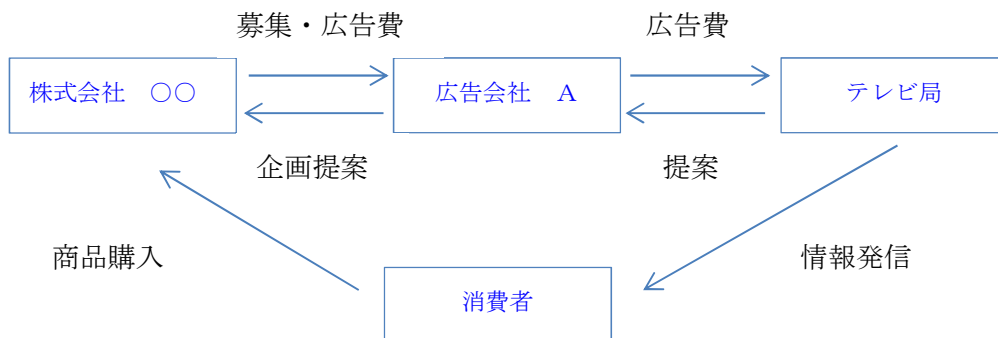 募集・広告費
広告費
株式会社　○○
広告会社　A
テレビ局
企画提案
提案
商品購入
情報発信
消費者